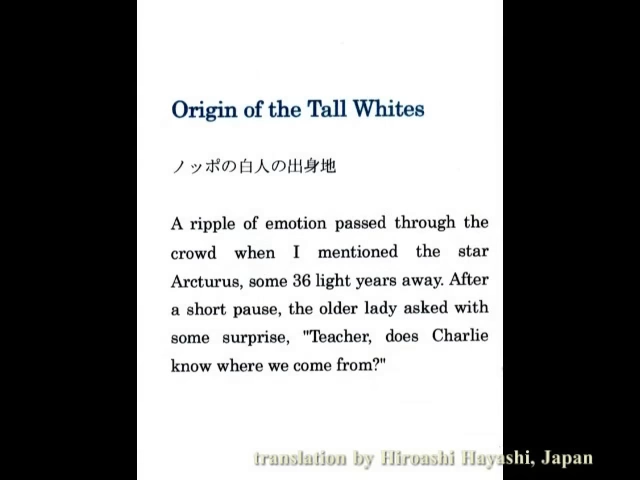 Origin of the Tall Whites
ノッポの白人の出身地
A ripple of emotion passed through the
crowd when I mentioned the star
Arcturus, some 36 light years away. After
a short pause, the older lady asked with
some surprise, "Teacher, does Charlie
know where we come from?"
translation by Hiroashi Hayashi, Japan